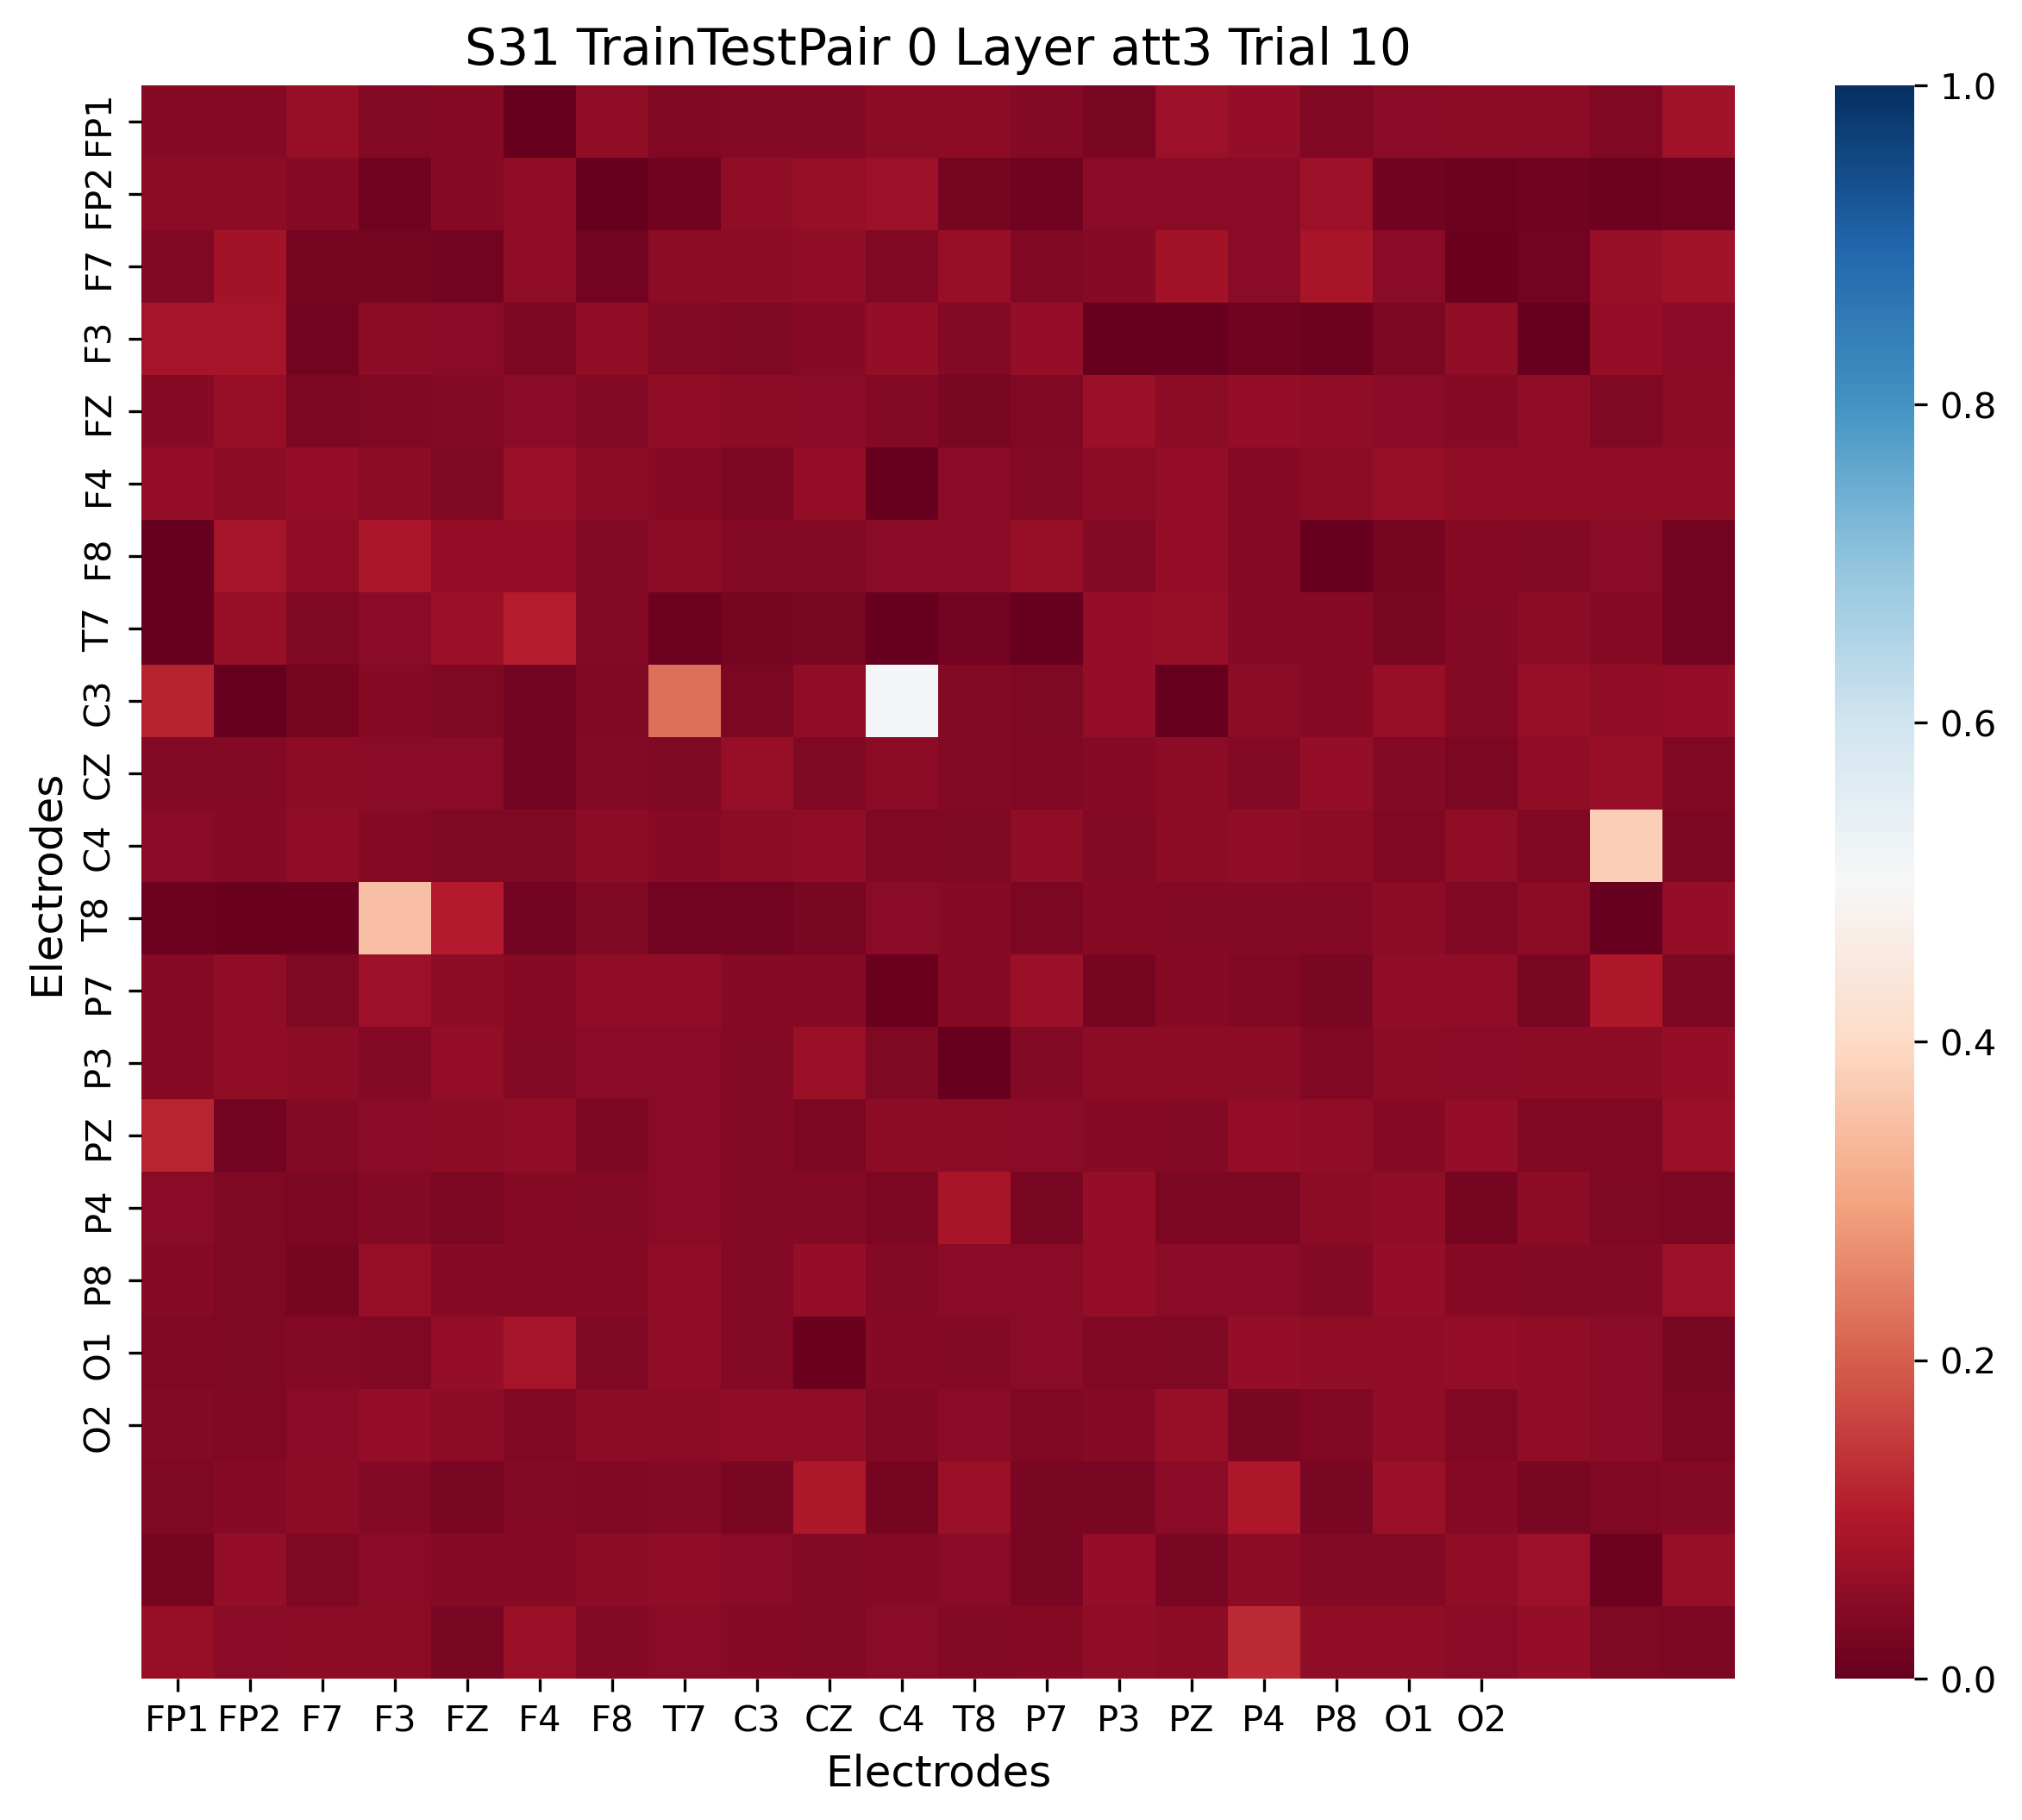 S31 TrainTestPair 0 Layer att3 Trial 10
Electrodes
FP1
FP2
F7
F3
FZ
F4
F8
T7
C3
CZ
C4
T8
P7
P3
PZ
P4
P8
O1
O2
FP1 FP2 F7 F3 FZ F4 F8 T7 C3 CZ C4 T8 P7 P3 PZ P4 P8 O1 O2
Electrodes
1.0
0.8
0.6
0.4
0.2
0.0